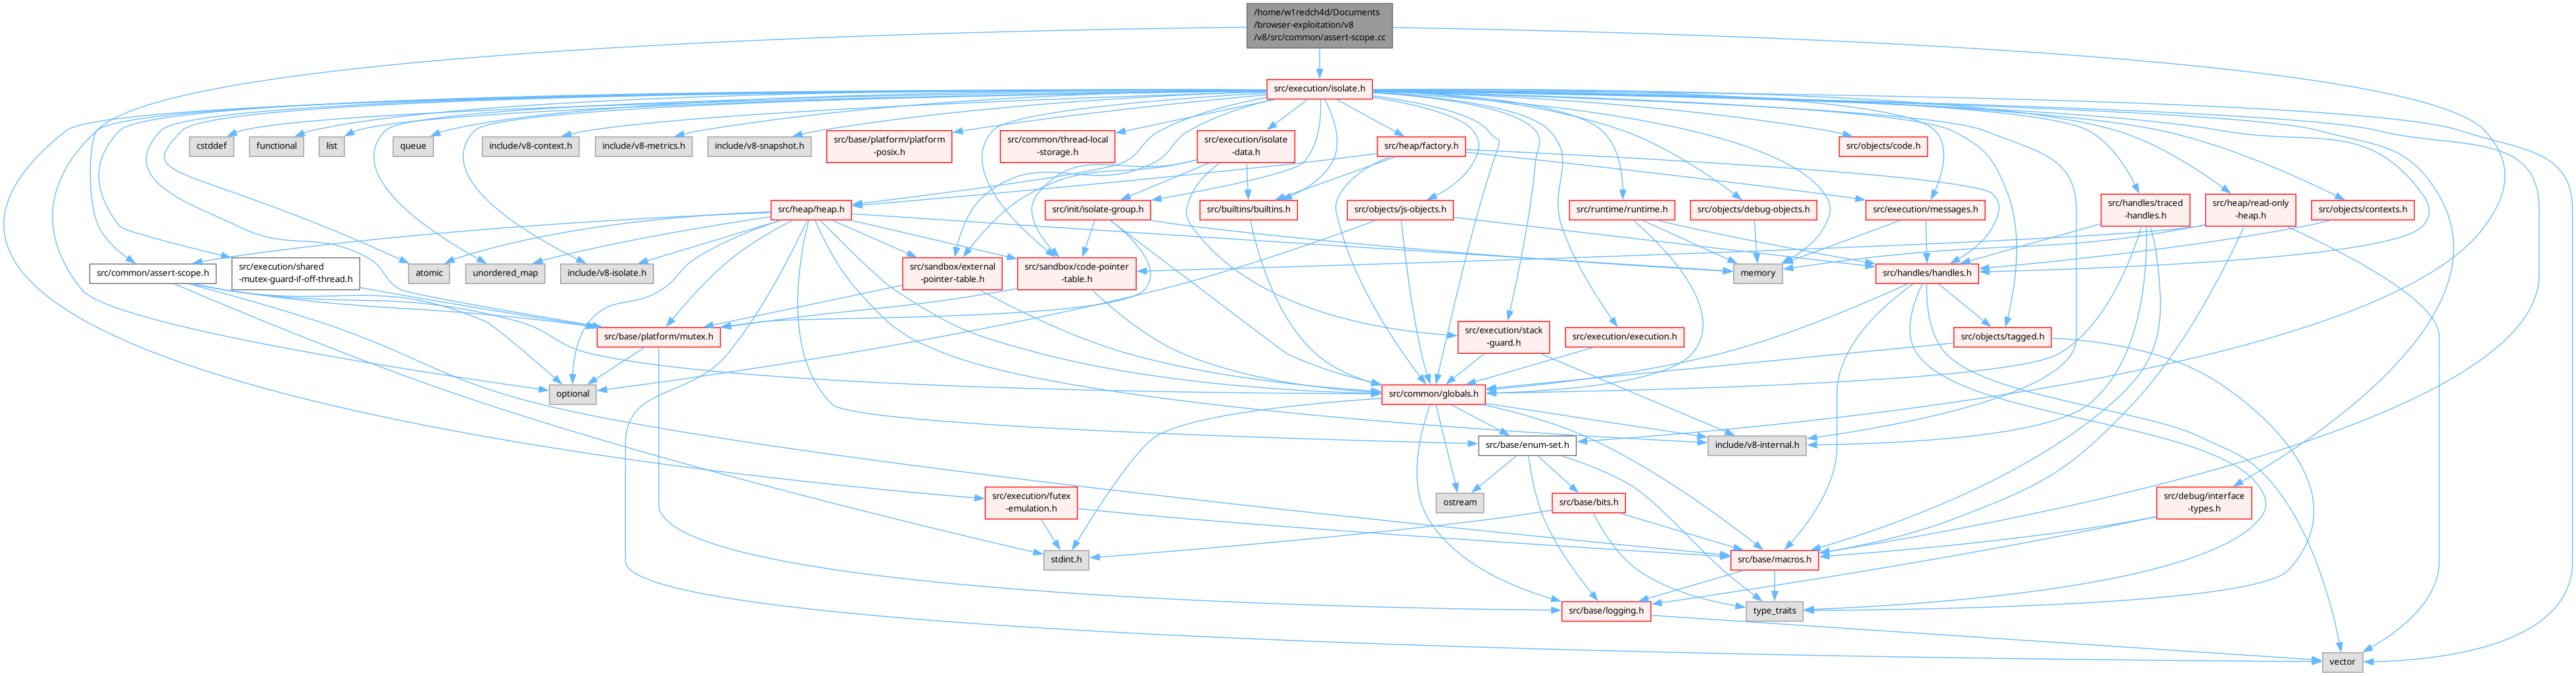 /home/w1redch4d/Documents
/browser-exploitation/v8
/v8/src/common/assert-scope.cc
src/execution/isolate.h
cstddef
functional
list
queue
include/v8-context.h
include/v8-metrics.h
include/v8-snapshot.h
src/base/platform/platform
-posix.h
src/common/thread-local
-storage.h
src/execution/isolate
-data.h
src/heap/factory.h
src/objects/code.h
src/heap/heap.h
src/init/isolate-group.h
src/builtins/builtins.h
src/objects/js-objects.h
src/runtime/runtime.h
src/objects/debug-objects.h
src/execution/messages.h
src/handles/traced
-handles.h
src/heap/read-only
-heap.h
src/objects/contexts.h
src/common/assert-scope.h
src/execution/shared
-mutex-guard-if-off-thread.h
atomic
unordered_map
include/v8-isolate.h
src/sandbox/external
-pointer-table.h
src/sandbox/code-pointer
-table.h
memory
src/handles/handles.h
src/base/platform/mutex.h
src/execution/stack
-guard.h
src/execution/execution.h
src/objects/tagged.h
optional
src/common/globals.h
src/base/enum-set.h
include/v8-internal.h
src/execution/futex
-emulation.h
ostream
src/base/bits.h
src/debug/interface
-types.h
stdint.h
src/base/macros.h
src/base/logging.h
type_traits
vector